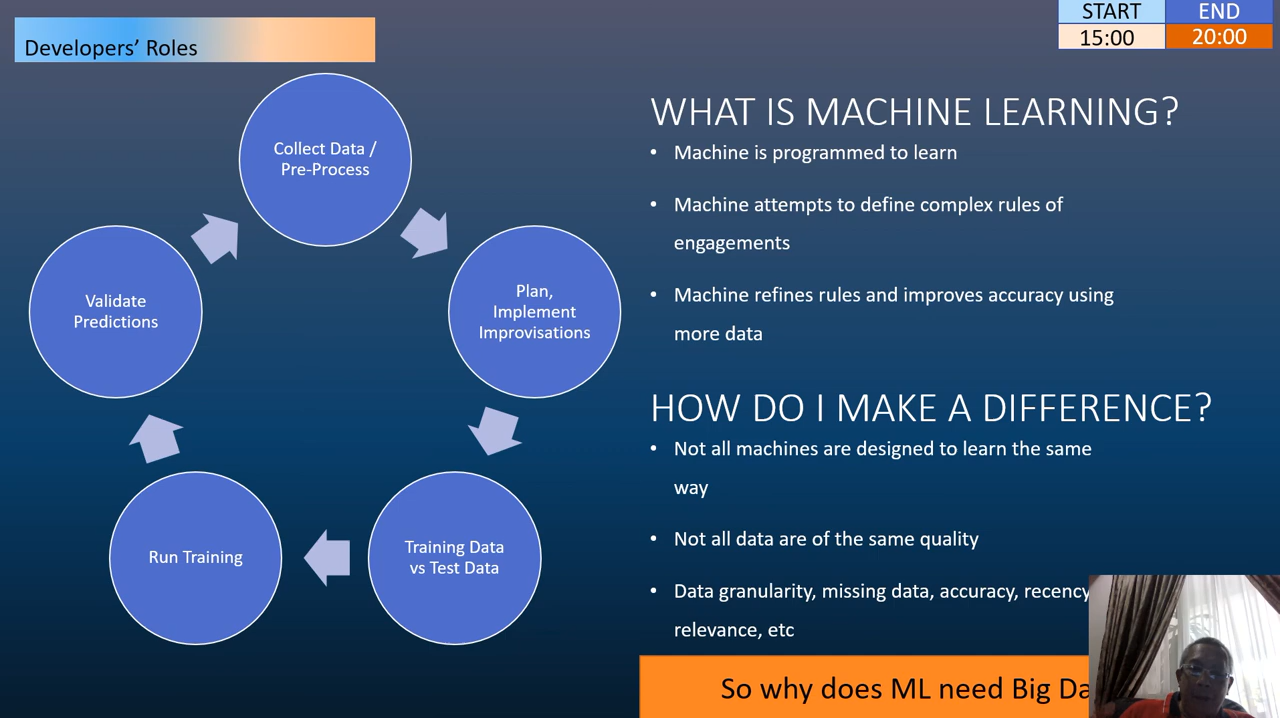 Developers' Roles
START
END
15:00
20:00
Collect Data /
Pre-Process
Plan,
Implement
Improvisations
Training Data
vs Test Data
Run Training
Validate
Predictions
WHAT IS MACHINE LEARNING?
• Machine is programmed to learn
• Machine attempts to define complex rules of
engagements
• Machine refines rules and improves accuracy using
more data
HOW DO I MAKE A DIFFERENCE?
• Not all machines are designed to learn the same
way
• Not all data are of the same quality
• Data granularity, missing data, accuracy, recency
relevance, etc
So why does ML need Big Da